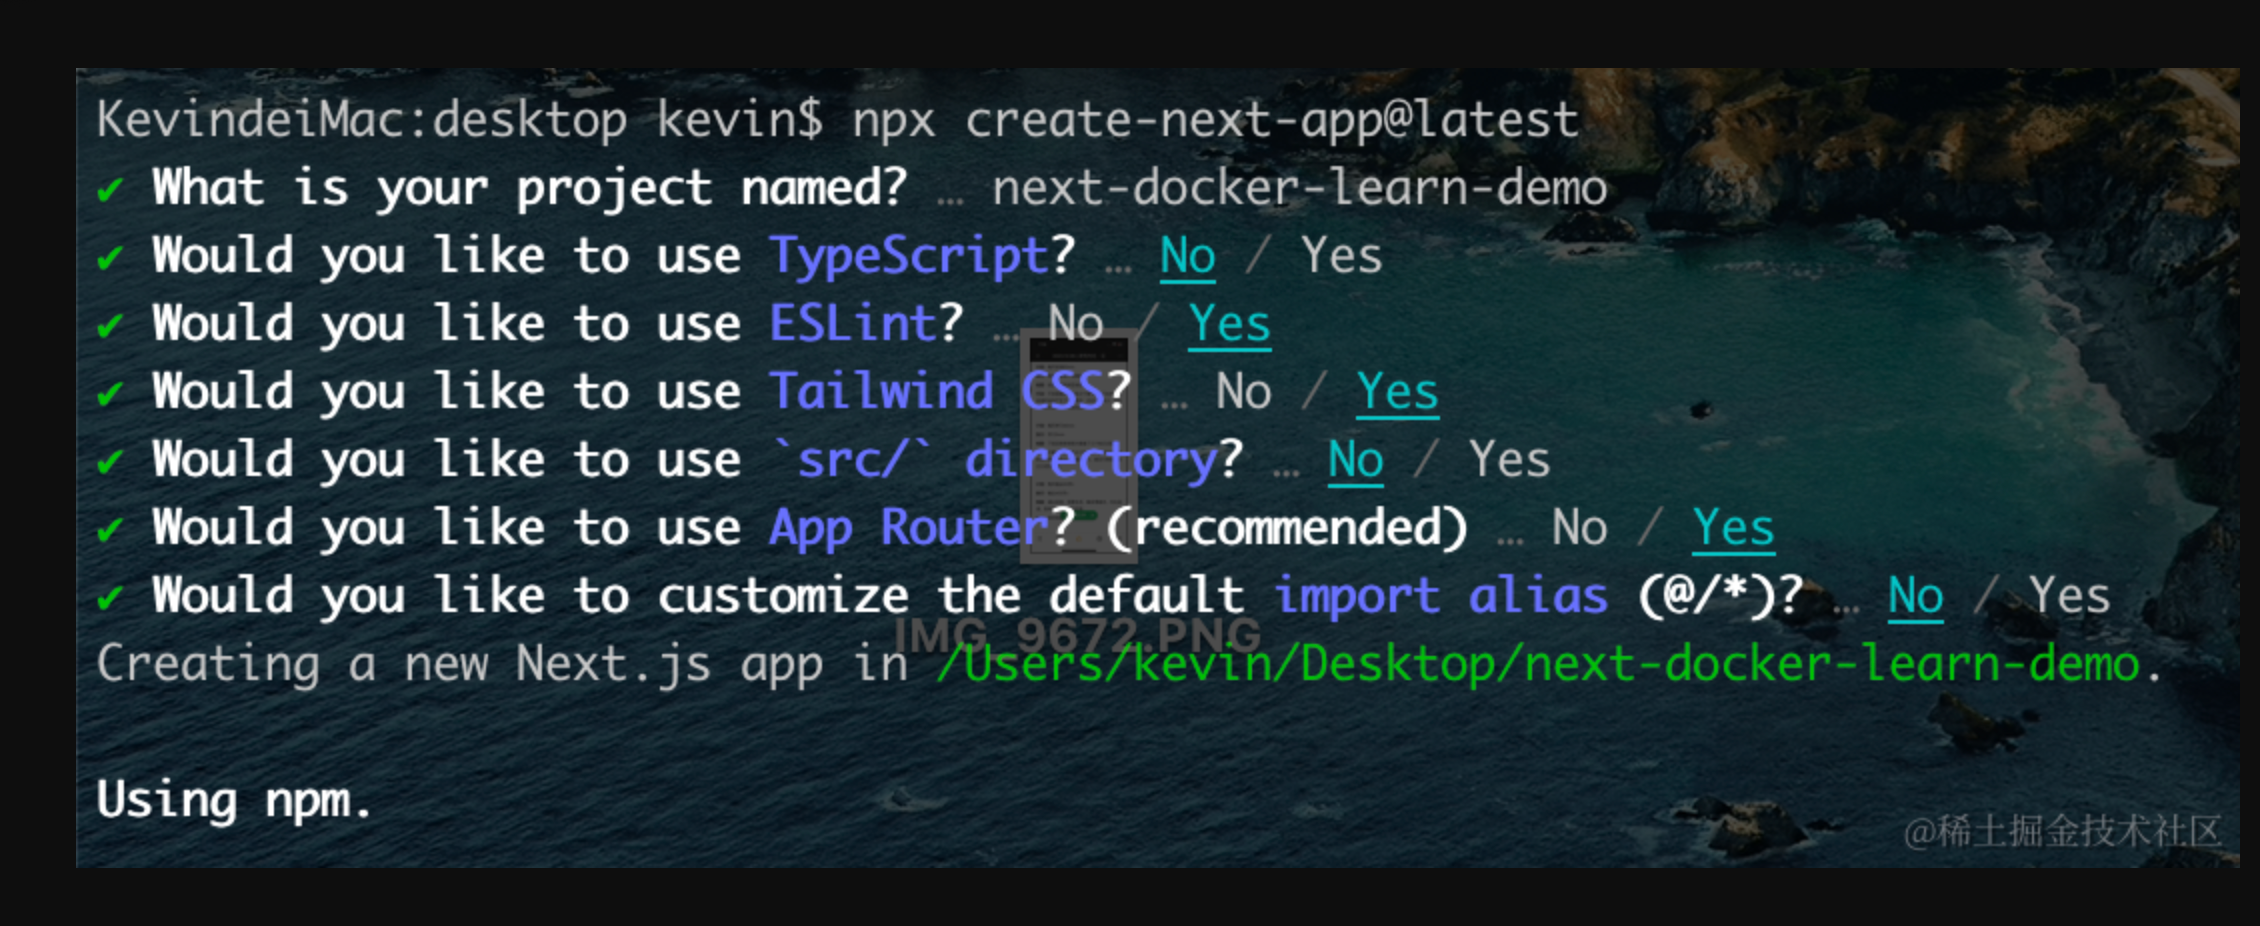 KevindeiMac:desktop kevin$ npx create-next-app@latest
✔ What is your project named? … next-docker-learn-demo
✔ Would you like to use TypeScript? … No / Yes
✔ Would you like to use ESLint? … No / Yes
✔ Would you like to use Tailwind CSS? … No / Yes
✔ Would you like to use `src/` directory? … No / Yes
✔ Would you like to use App Router? (recommended) … No / Yes
✔ Would you like to customize the default import alias (@/*)? … No / Yes
IMG_9672.PNG
Creating a new Next.js app in /Users/kevin/Desktop/next-docker-learn-demo.
Using npm.
@稀土掘金技术社区